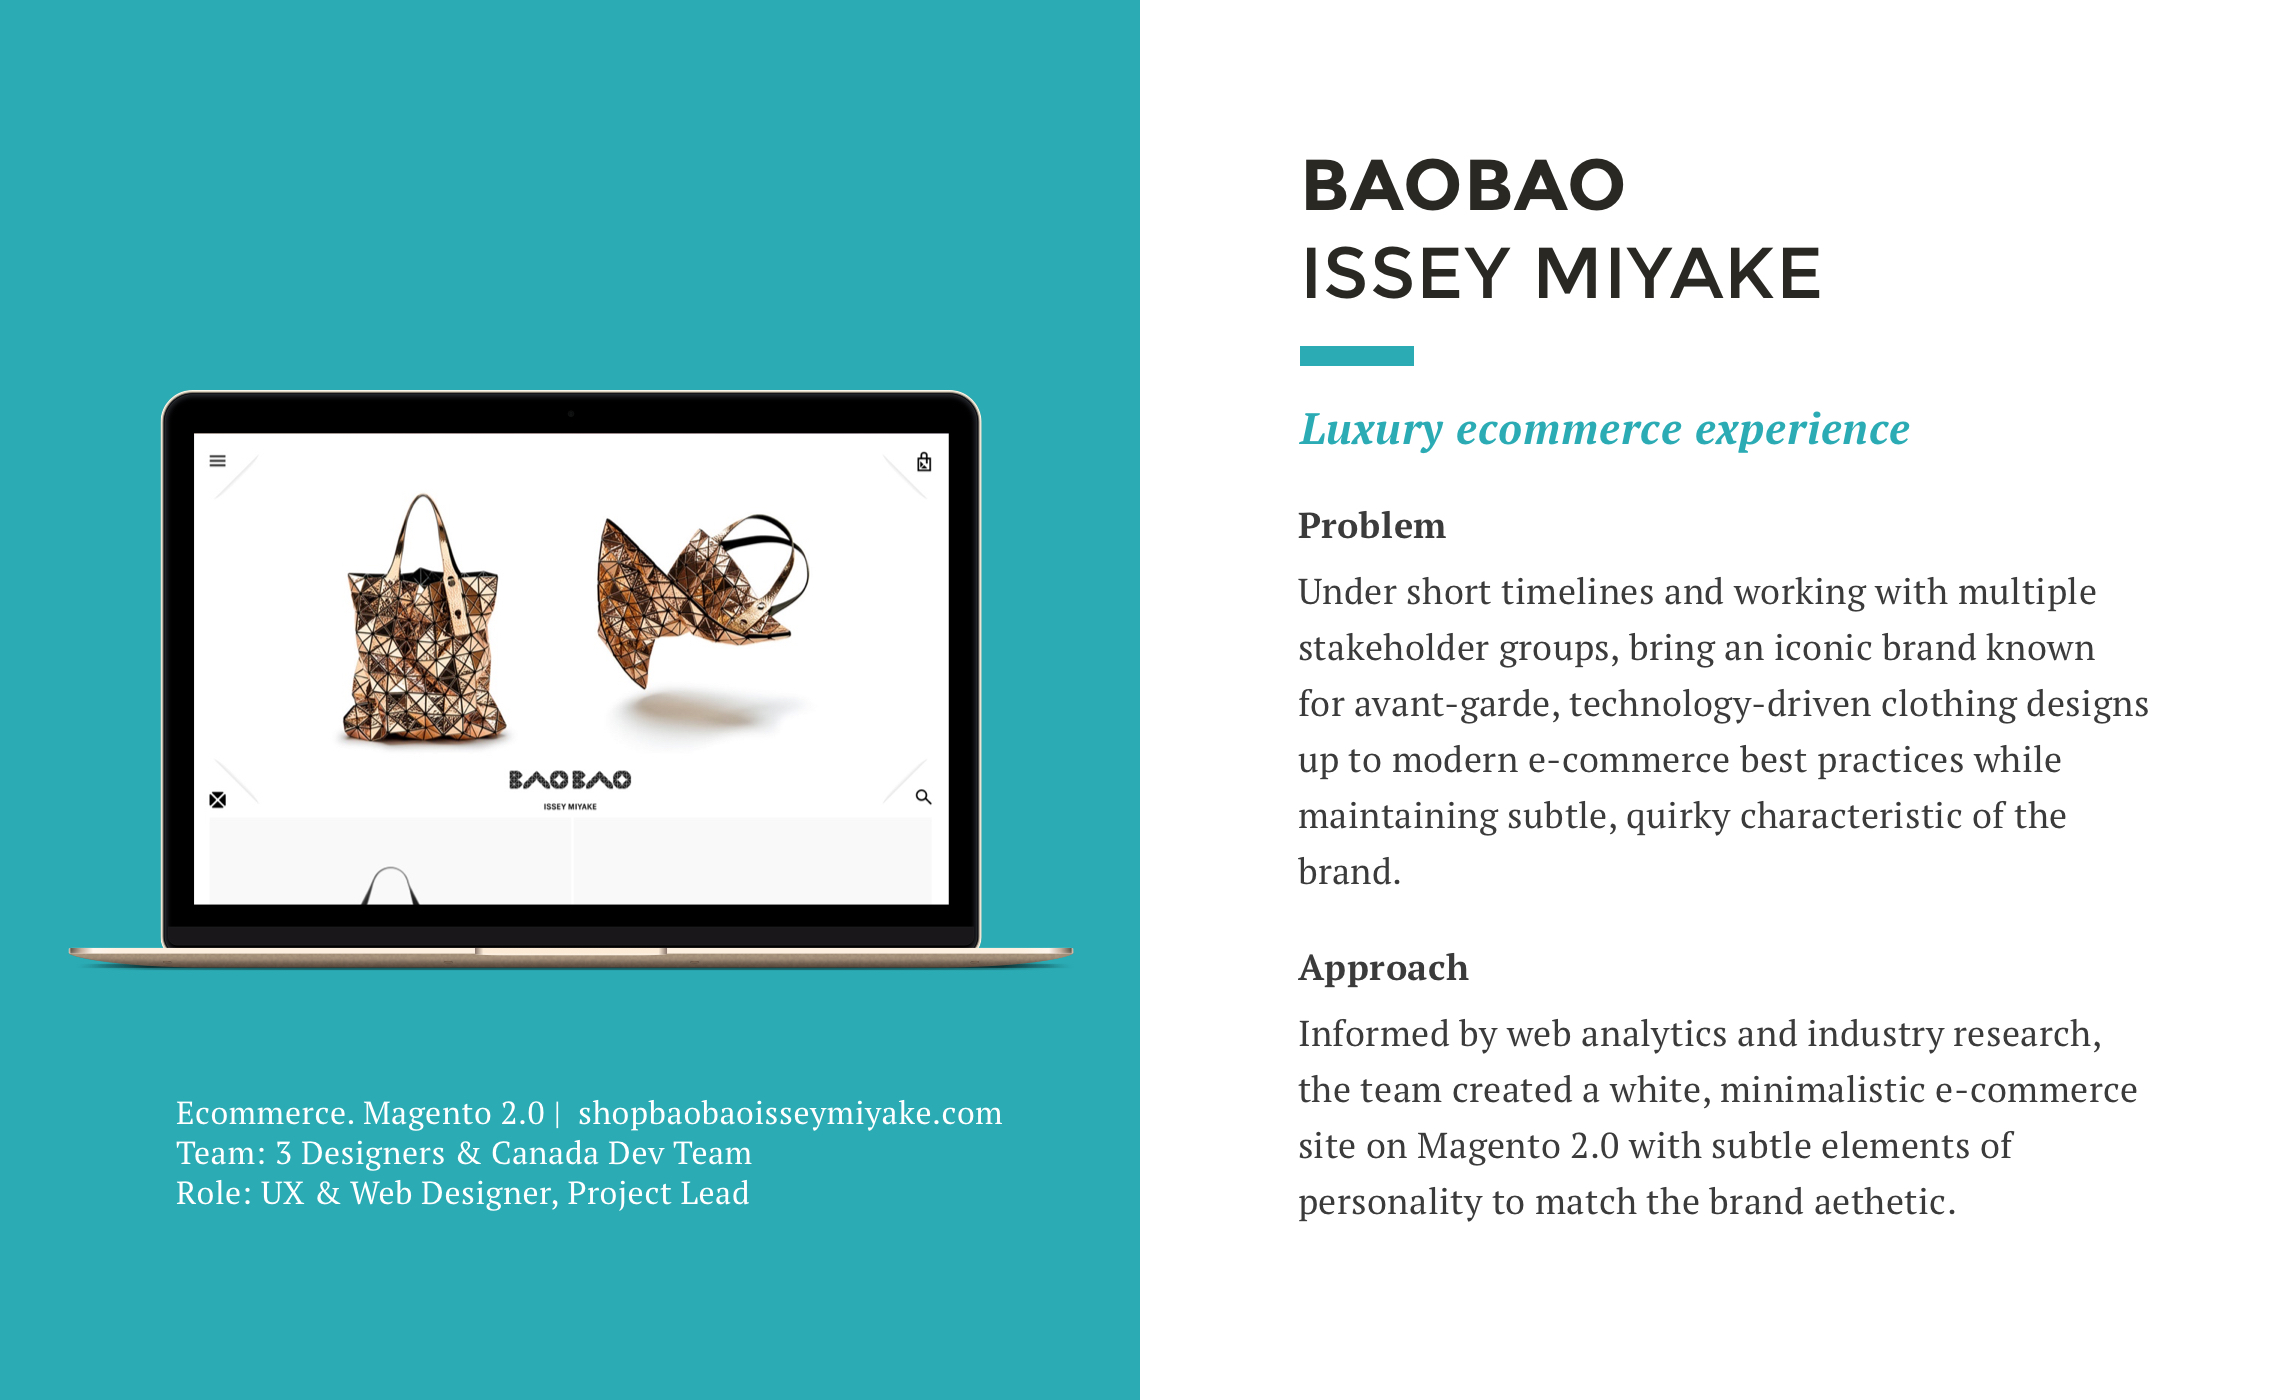 BAOBAO
ISSEY MIYAKE
Ecommerce. Magento 2.0 | shopbaobaoisseymiyake.com
Team: 3 Designers & Canada Dev Team
Role: UX & Web Designer, Project Lead
BAOBAO
ISSEY MIYAKE
Luxury ecommerce experience
Problem
Under short timelines and working with multiple
stakeholder groups, bring an iconic brand known
for avant-garde, technology-driven clothing designs
up to modern e-commerce best practices while
maintaining subtle, quirky characteristic of the
brand.
Approach
Informed by web analytics and industry research,
the team created a white, minimalistic e-commerce
site on Magento 2.0 with subtle elements of
personality to match the brand aethetic.